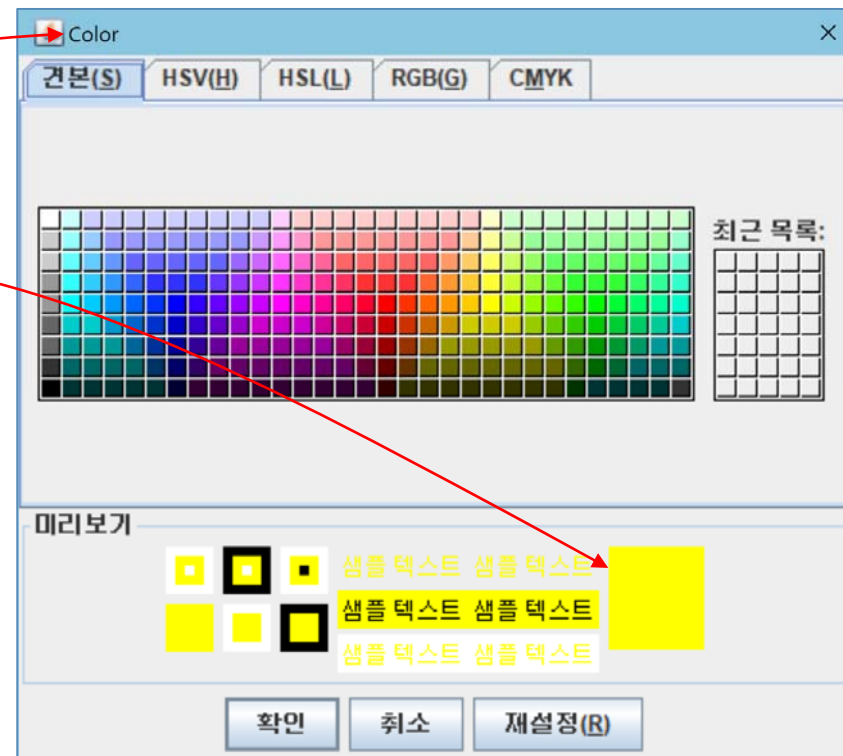 Color
견본(S) HSV(H) HSL(L) RGB(G) CMYK
최근 목록:
미리 보기
샘플 텍스트 샘플 텍스트
샘플 텍스트 샘플 텍스트
샘플 텍스트 샘플 텍스트
확인 취소 재설정(R)